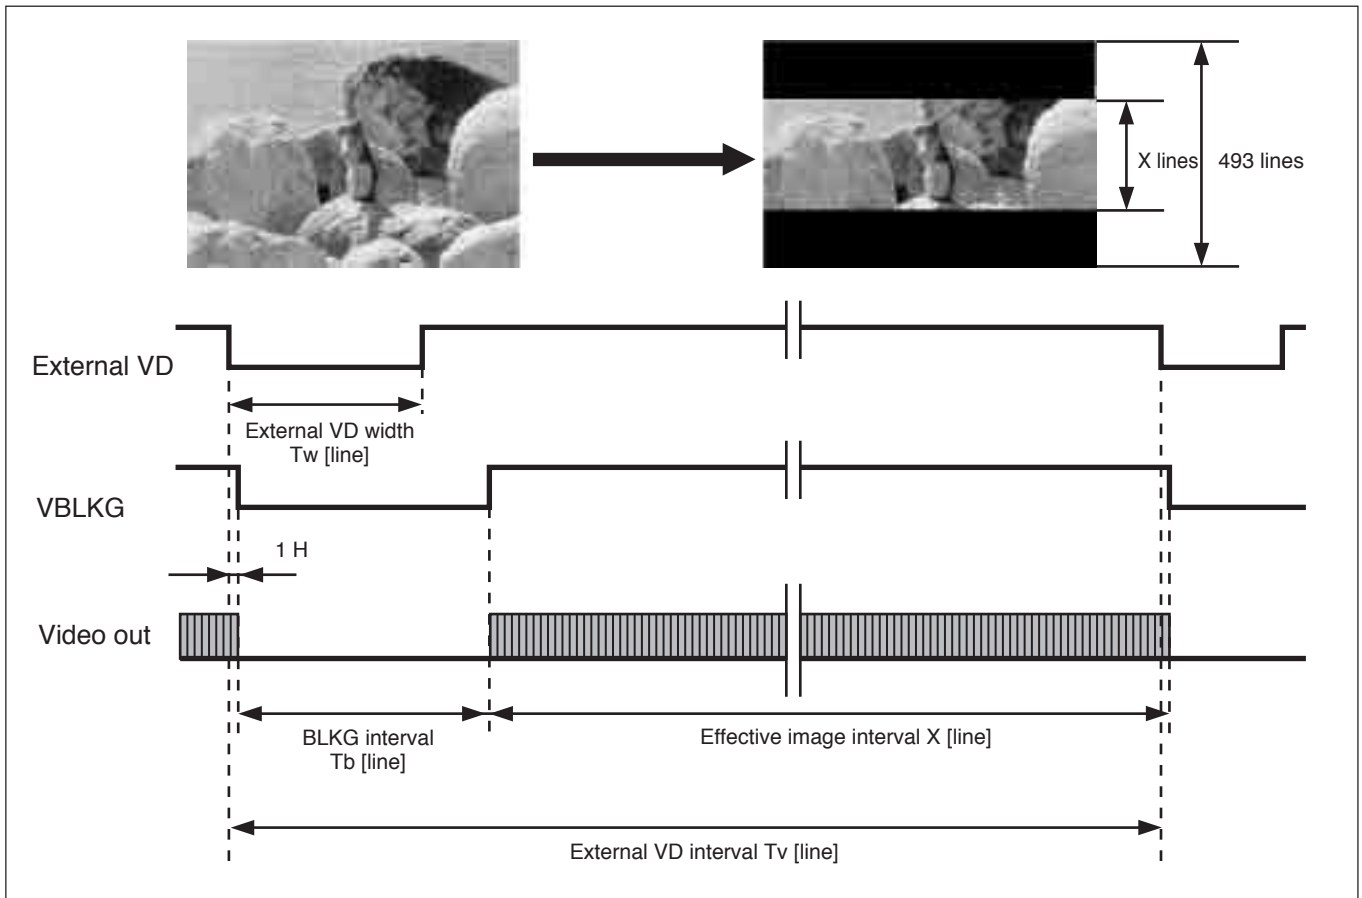 X lines
493 lines
External VD
External VD width
Tw [line]
VBLKG
1 H
Video out
BLKG interval
Tb [line]
Effective image interval X [line]
External VD interval Tv [line]